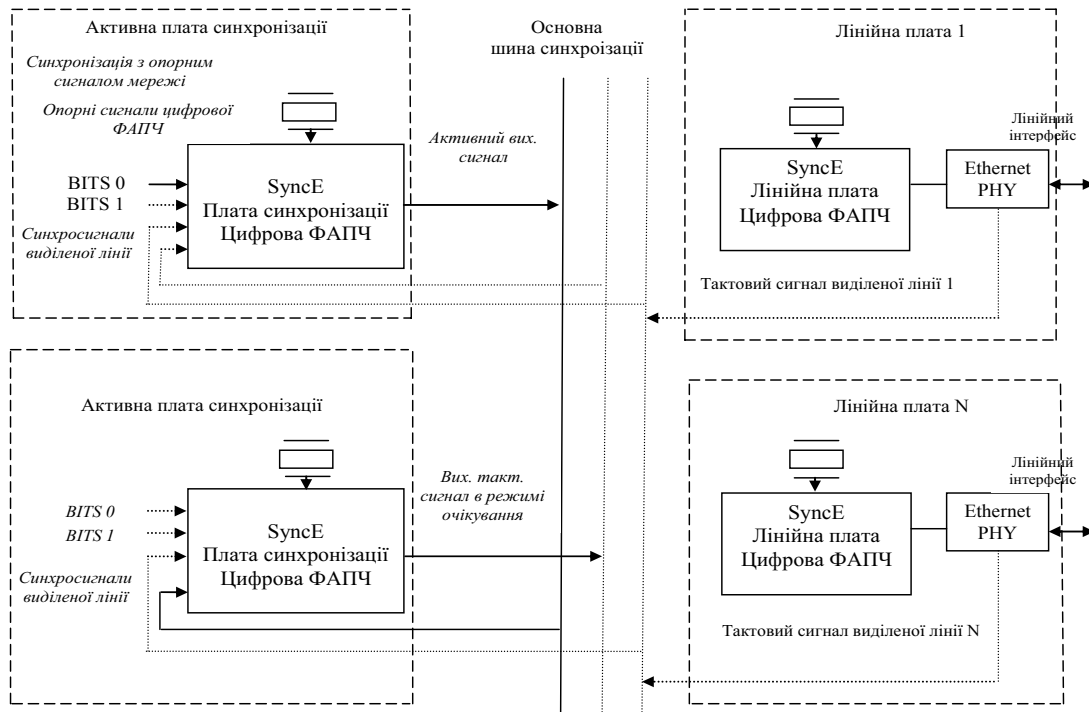 Активна плата синхронізації
Синхронізація з опорним
сигналом мережі
Опорні сигнали цифрової
ФАПЧ
BITS 0
BITS 1
Синхросигнали
виділеної лінії
SyncE
Плата синхронізації
Цифрова ФАПЧ
Активний вих.
сигнал
Основна
шина синхроізації
Лінійна плата 1
SyncE
Лінійна плата
Цифрова ФАПЧ
Ethernet
PHY
Лінійний
інтерфейс
Тактовий сигнал виділеної лінії 1
Активна плата синхронізації
BITS 0
BITS 1
Синхросигнали
виділеної лінії
SyncE
Плата синхронізації
Цифрова ФАПЧ
Вих. такт.
сигнал в режимі
очікування
Лінійна плата N
SyncE
Лінійна плата
Цифрова ФАПЧ
Ethernet
PHY
Лінійний
інтерфейс
Тактовий сигнал виділеної лінії N